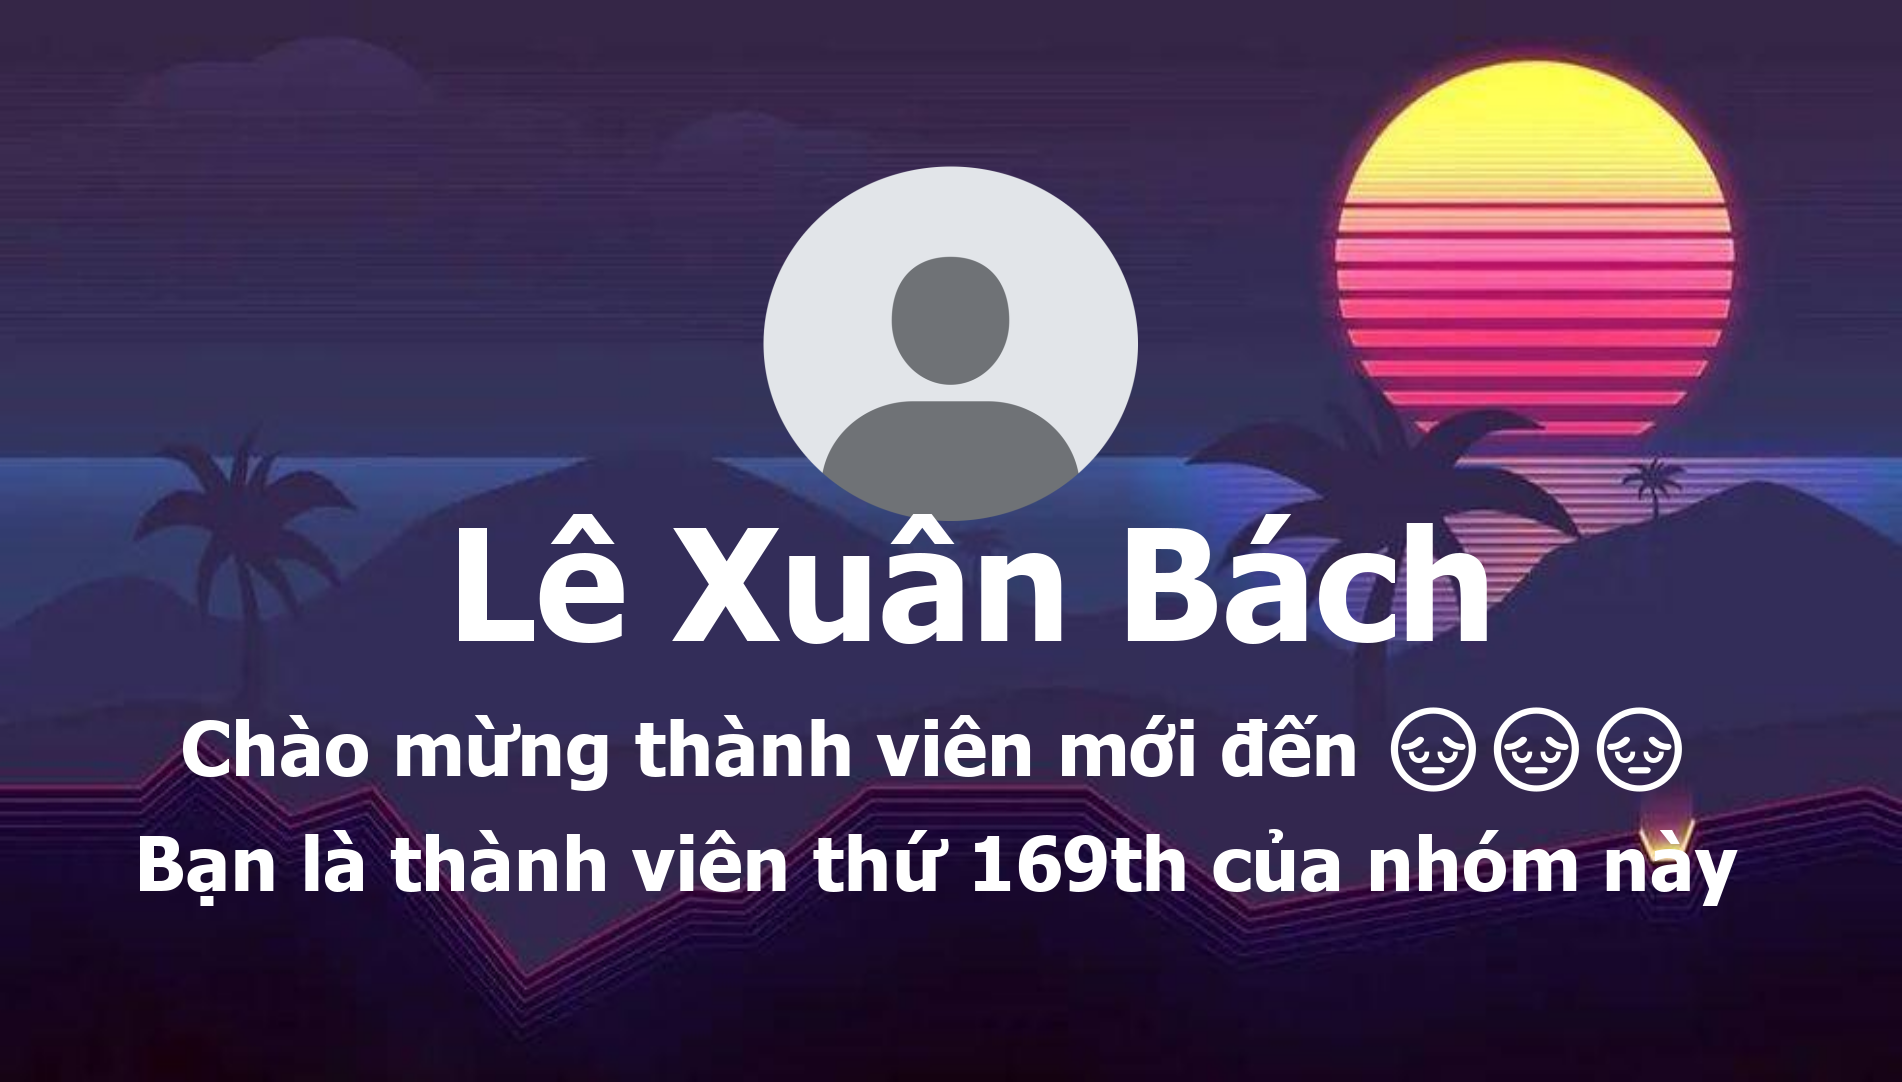 Lê Xuân Bách
Chào mừng thành viên mới đến 😔😔😔
Bạn là thành viên thứ 169th của nhóm này